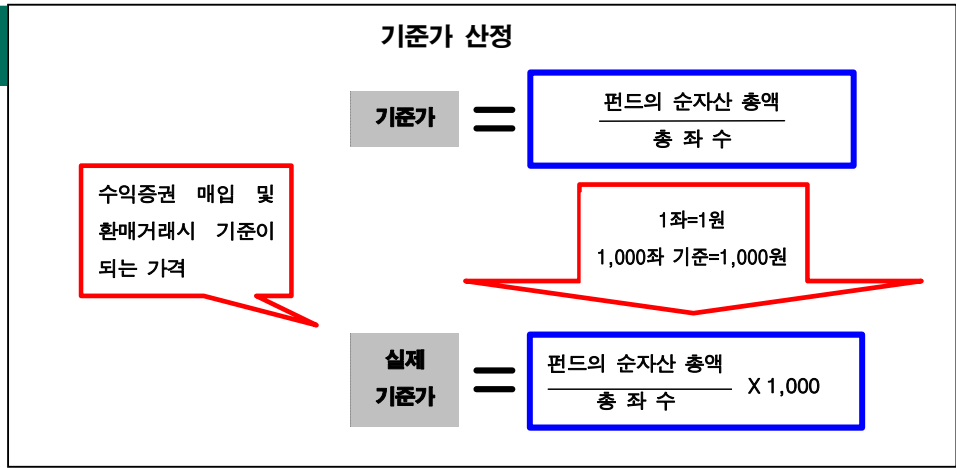 기준가 산정
기준가
=
펀드의 순자산 총액
총 좌 수
수익증권 매입 및
환매거래시 기준이
되는 가격
1좌=1원
1,000좌 기준=1,000원
실제
기준가
=
펀드의 순자산 총액
총 좌 수
X 1,000